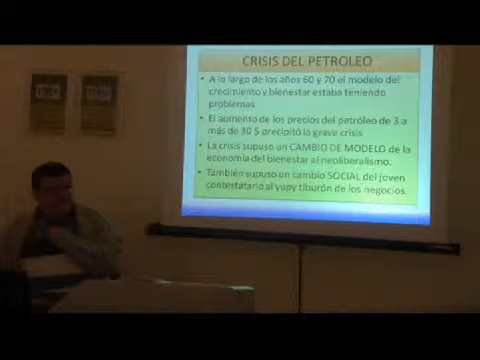 CRISIS DEL PETROLEO
• A lo largo de los años 60 y 70 el modelo del
crecimiento y bienestar estaba teniendo
problemas
• El aumento de los precios del petróleo de 3 a
más de 30 $ precipitó la grave crisis
• La crisis supuso un CAMBIO DE MODELO de la
economía del bienestar al neoliberalismo.
• También supuso un cambio SOCIAL del joven
contestatario al yupy tiburón de los negocios.